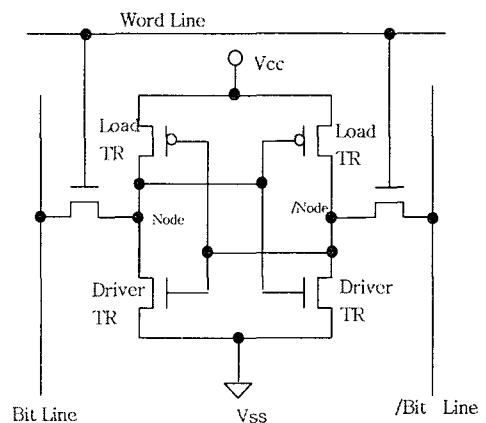 Word Line
Vcc
Load
TR
Load
TR
Node
/Node
Driver
TR
Driver
TR
Bit Line
Vss
/Bit Line